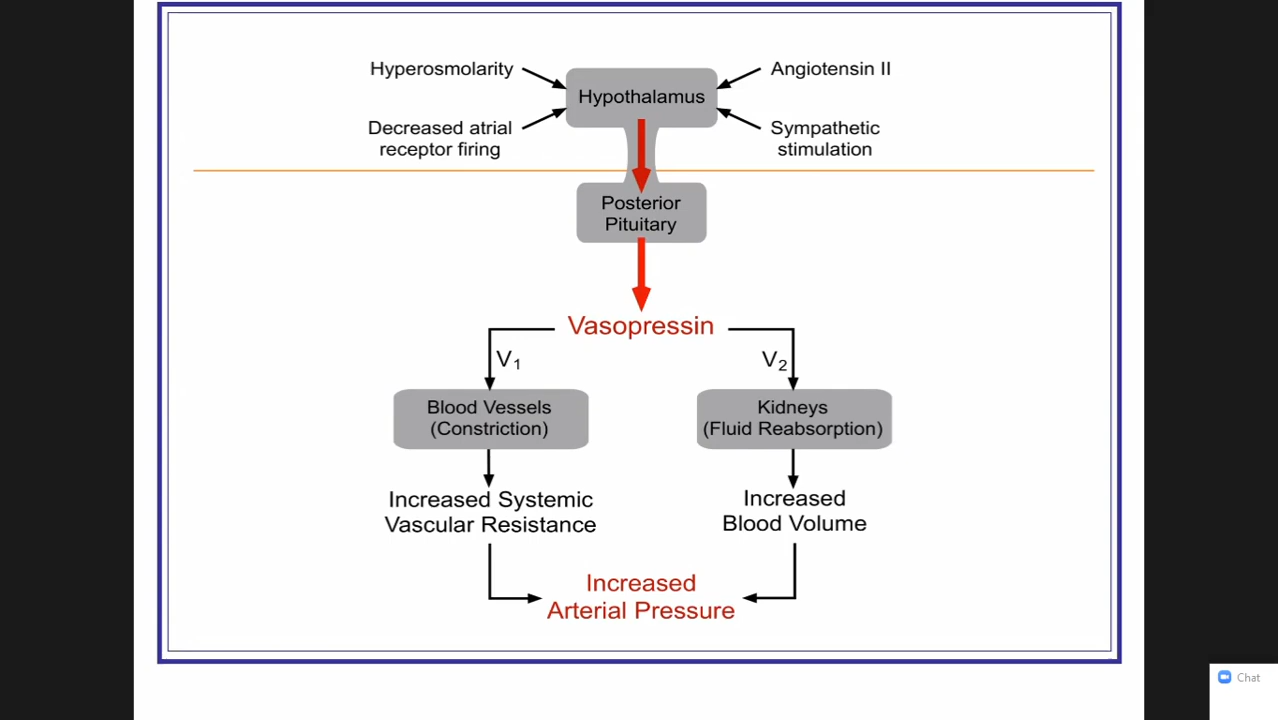 Hyperosmolarity
Angiotensin II
Hypothalamus
Decreased atrial
receptor firing
Sympathetic
stimulation
Posterior
Pituitary
Vasopressin
V₁
V₂
Blood Vessels
(Constriction)
Kidneys
(Fluid Reabsorption)
Increased Systemic
Vascular Resistance
Increased
Blood Volume
Increased
Arterial Pressure
Chat